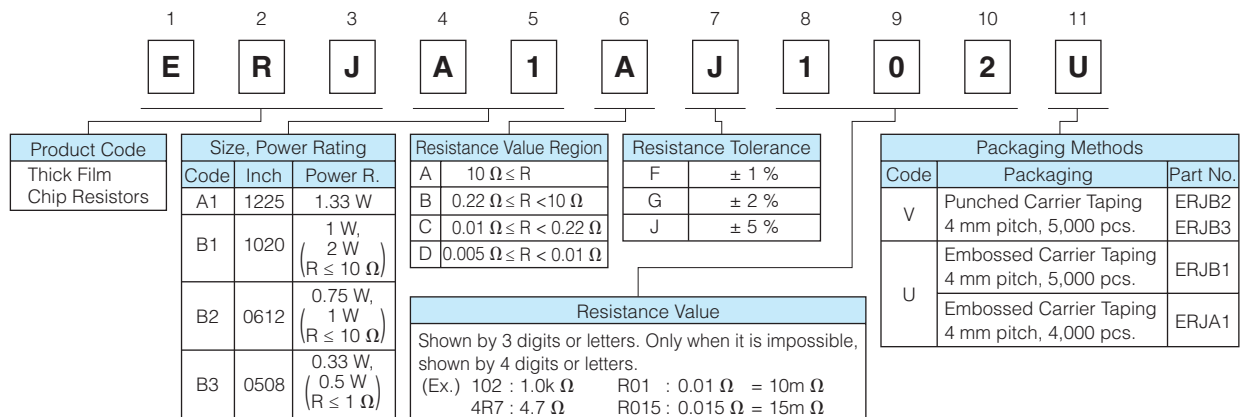 1 2 3 4 5 6 7 8 9 10 11
E R J A 1 A J 1 0 2 U
Product Code
Thick Film
Chip Resistors
Size, Power Rating
Code Inch Power R.
A1 1225 1.33 W
B1 1020 1 W,
(2 W
R ≤ 10 Ω)
B2 0612 0.75 W,
(1 W
R ≤ 10 Ω)
B3 0508 0.33 W,
(0.5 W
R ≤ 1 Ω)
Resistance Value Region
A 10 Ω ≤ R
B 0.22 Ω ≤ R <10 Ω
C 0.01 Ω ≤ R < 0.22 Ω
D 0.005 Ω ≤ R < 0.01 Ω
Resistance Tolerance
F ± 1 %
G ± 2 %
J ± 5 %
Resistance Value
Shown by 3 digits or letters. Only when it is impossible,
shown by 4 digits or letters.
(Ex.) 102 : 1.0k Ω R01 : 0.01 Ω = 10m Ω
4R7 : 4.7 Ω R015 : 0.015 Ω = 15m Ω
Packaging Methods
Code Packaging Part No.
V Punched Carrier Taping ERJB2
4 mm pitch, 5,000 pcs. ERJB3
U Embossed Carrier Taping
4 mm pitch, 5,000 pcs. ERJB1
Embossed Carrier Taping
4 mm pitch, 4,000 pcs. ERJA1